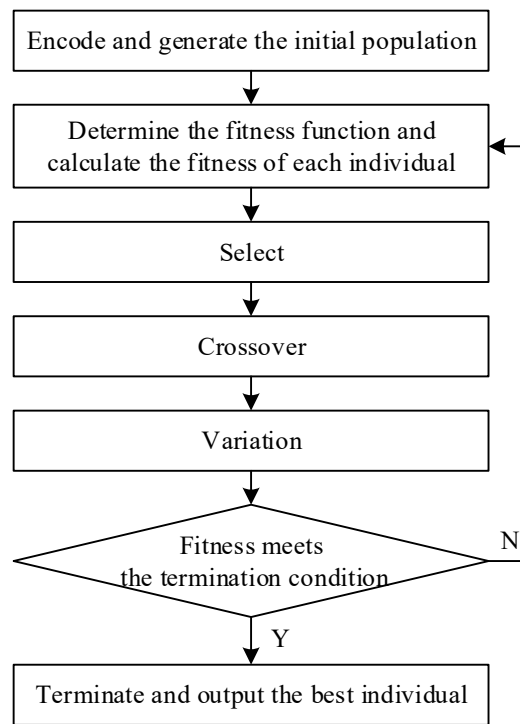 Encode and generate the initial population
Determine the fitness function and
calculate the fitness of each individual
Select
Crossover
Variation
Fitness meets
the termination condition
N
Y
Terminate and output the best individual